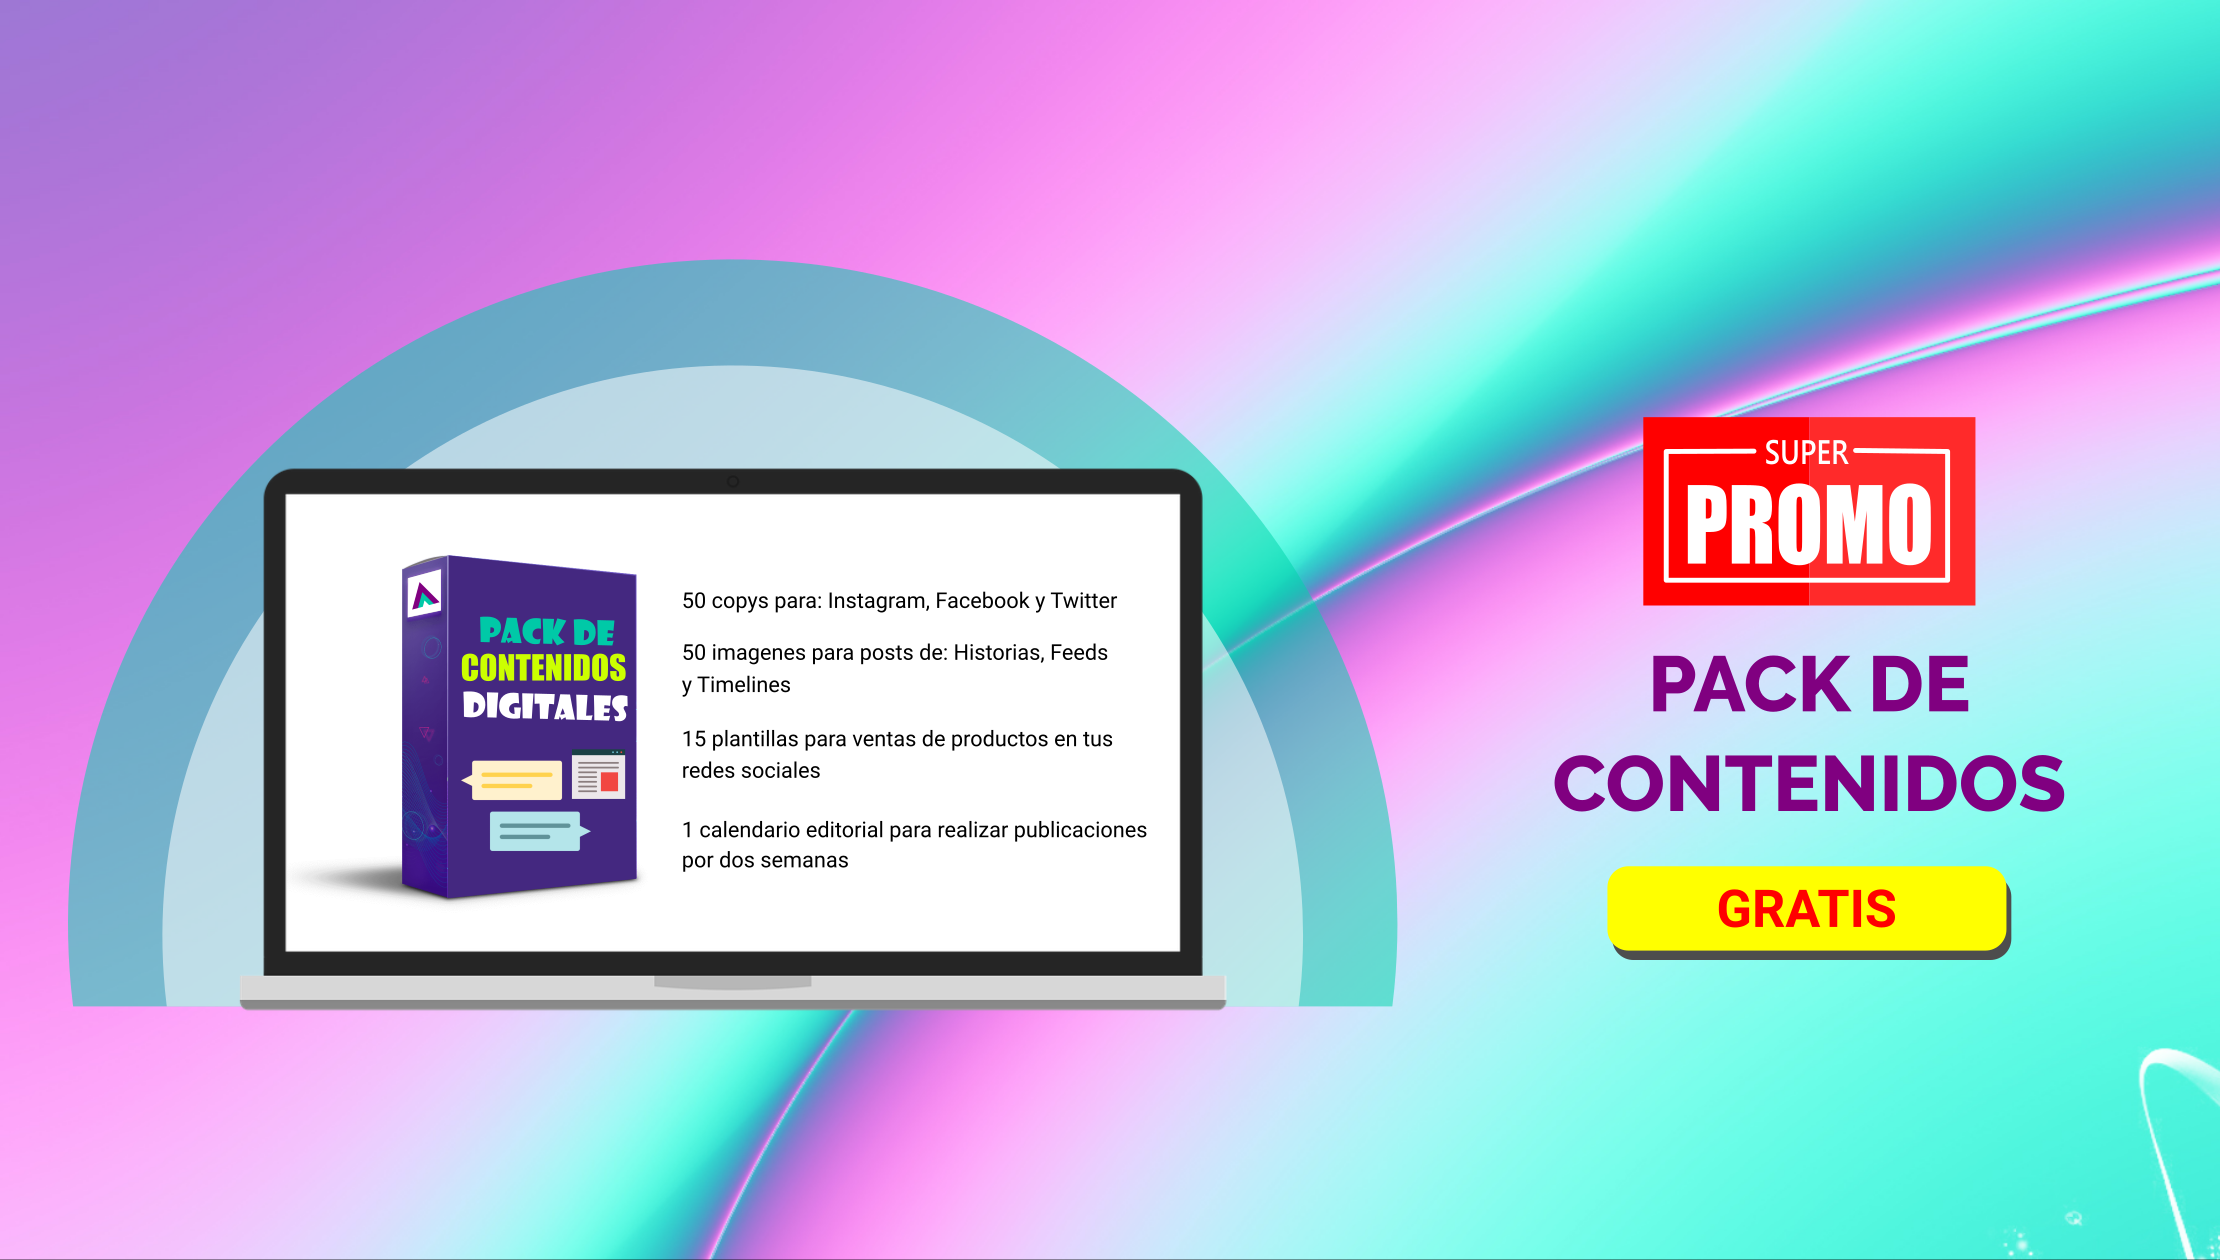 PACK DE
CONTENIDOS
DIGITALES
50 copys para: Instagram, Facebook y Twitter
50 imagenes para posts de: Historias, Feeds
y Timelines
15 plantillas para ventas de productos en tus
redes sociales
1 calendario editorial para realizar publicaciones
por dos semanas
SUPER
PROMO
PACK DE
CONTENIDOS
GRATIS